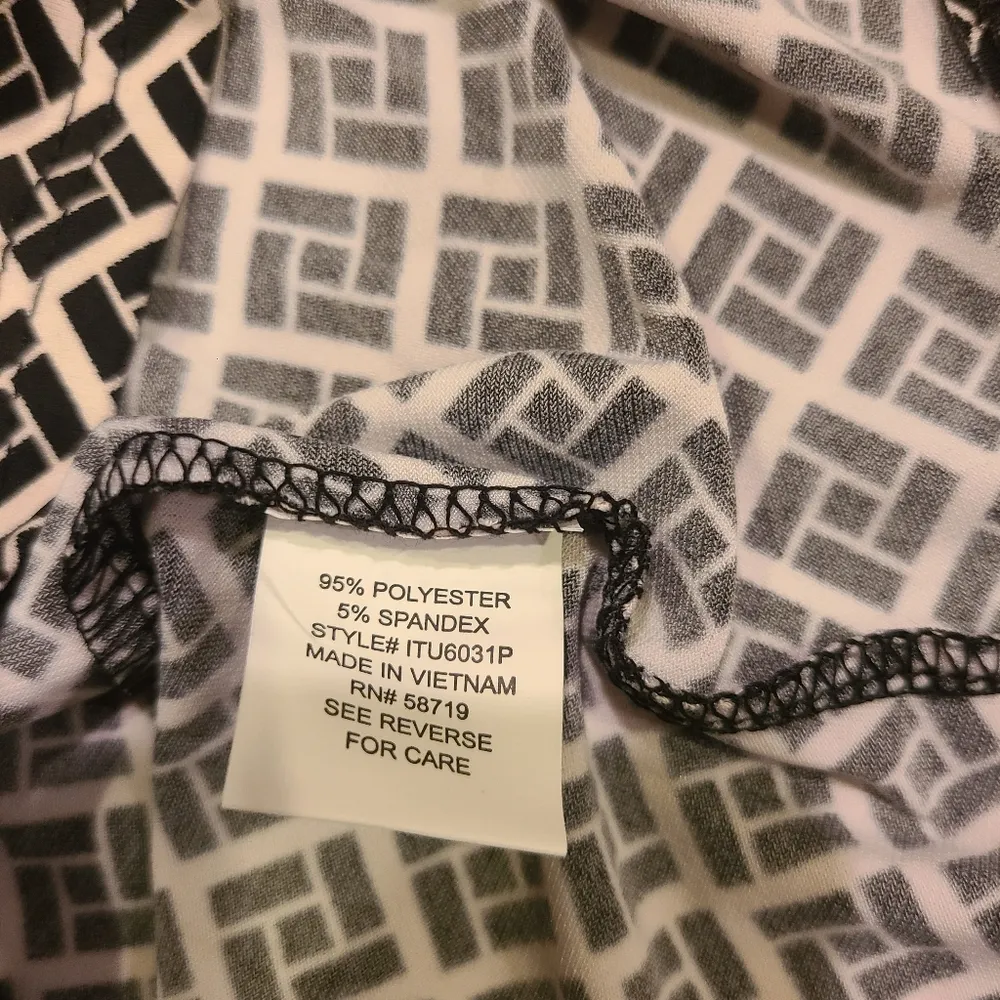 95% POLYESTER
5% SPANDEX
STYLE# ITU6031P
MADE IN VIETNAM
RN# 58719
SEE REVERSE
FOR CARE